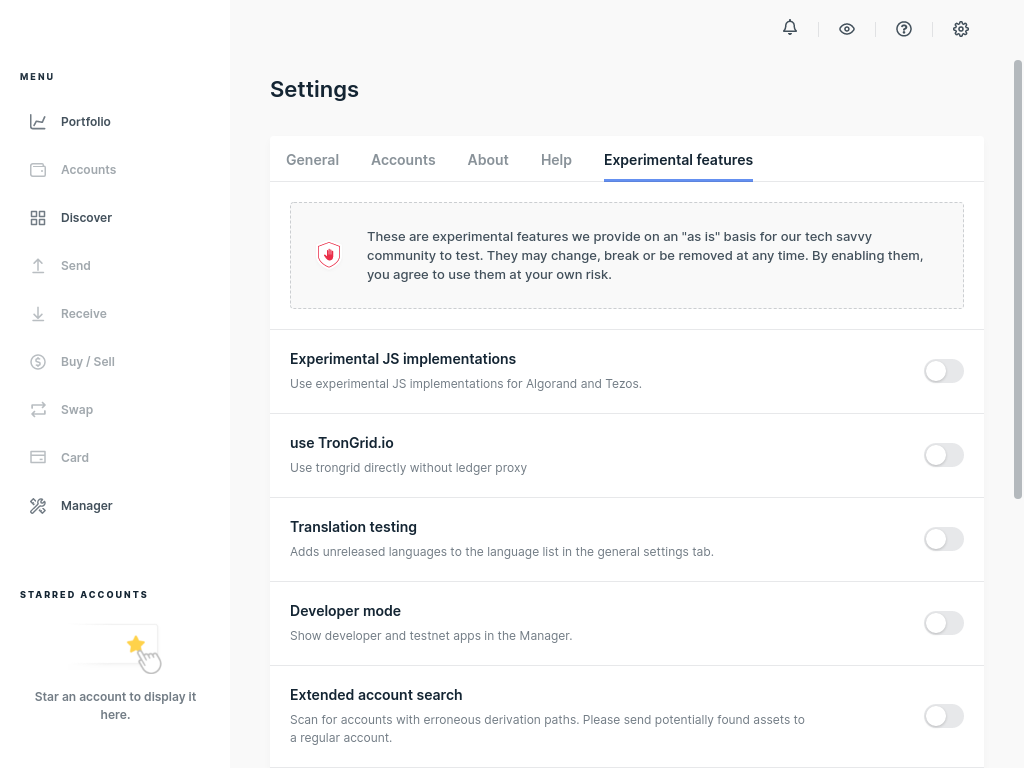 MENU
Portfolio
Accounts
Discover
Send
Receive
Buy / Sell
Swap
Card
Manager
STARRED ACCOUNTS
Star an account to display it
here.
Settings
General Accounts About Help Experimental features
These are experimental features we provide on an "as is" basis for our tech savvy
community to test. They may change, break or be removed at any time. By enabling them,
you agree to use them at your own risk.
Experimental JS implementations
Use experimental JS implementations for Algorand and Tezos.
use TronGrid.io
Use trongrid directly without ledger proxy
Translation testing
Adds unreleased languages to the language list in the general settings tab.
Developer mode
Show developer and testnet apps in the Manager.
Extended account search
Scan for accounts with erroneous derivation paths. Please send potentially found assets to
a regular account.